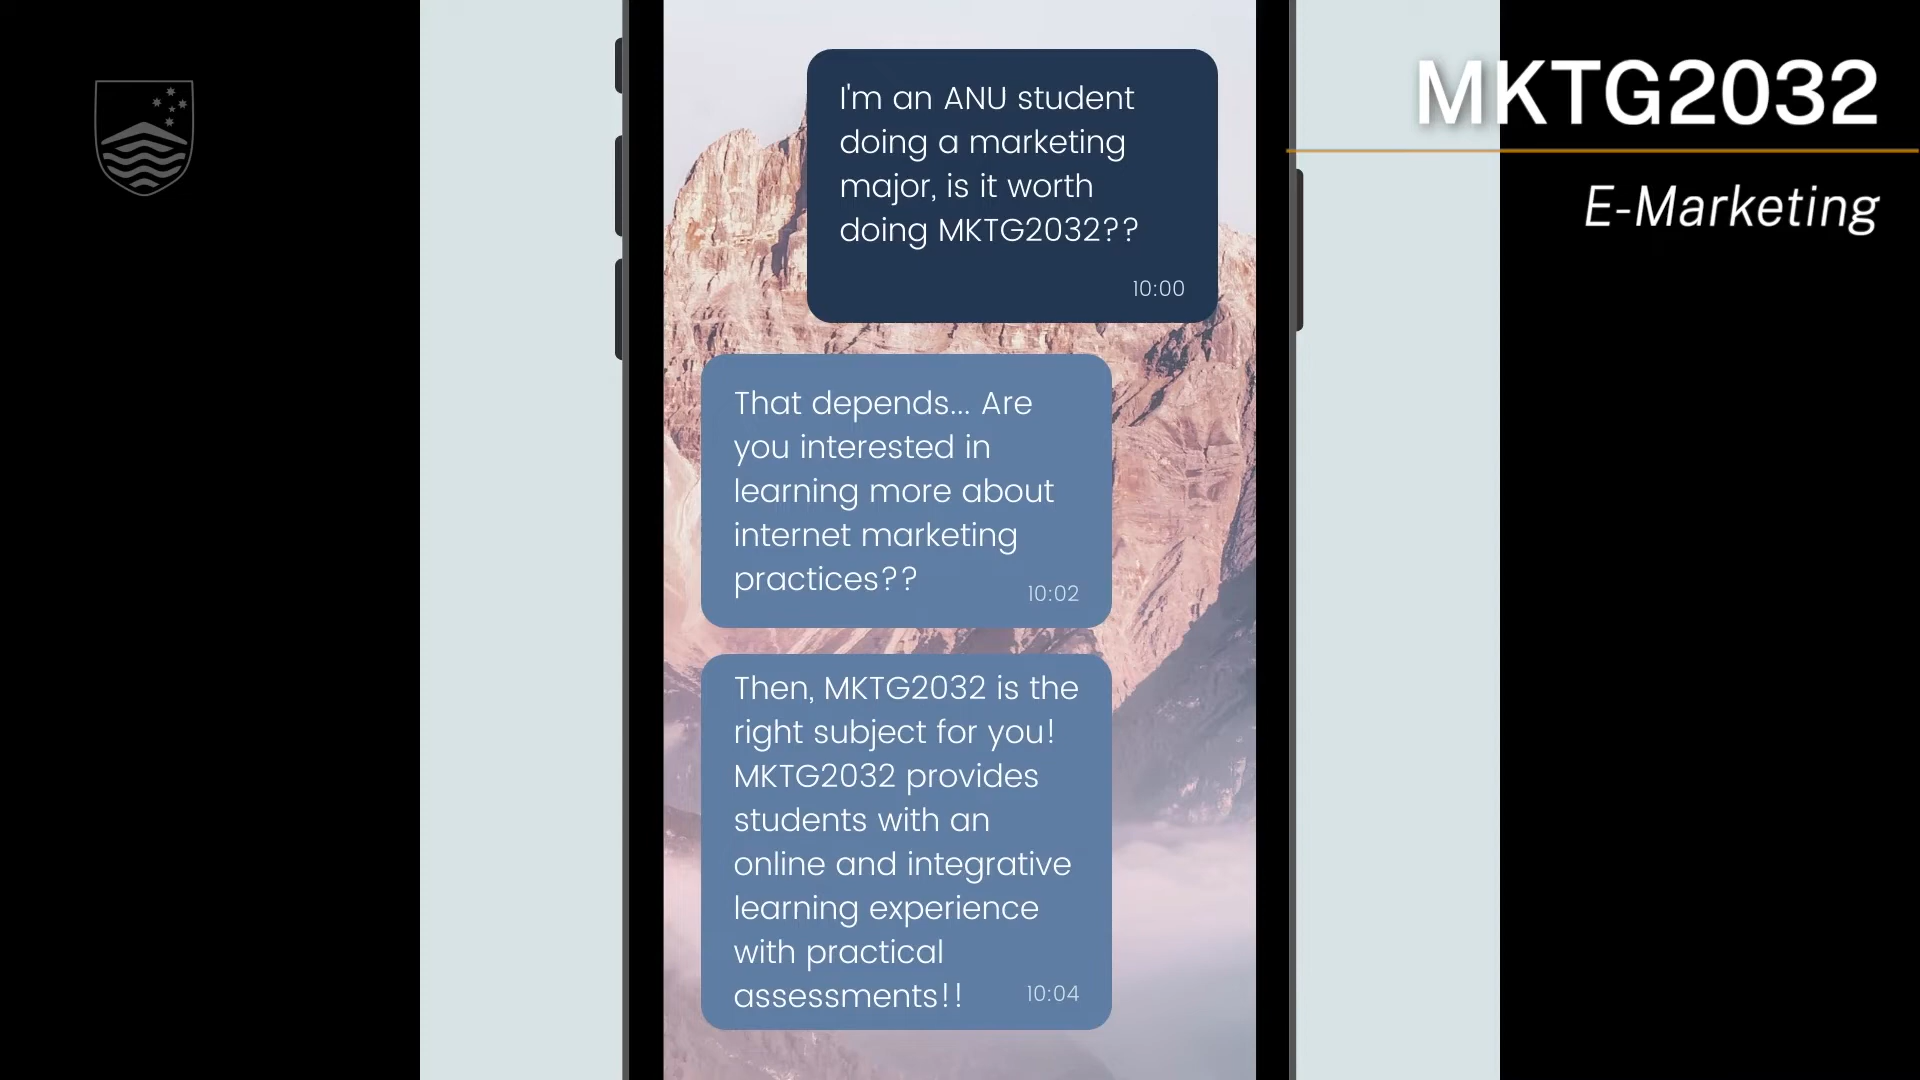 MKTG2032
E-Marketing
I'm an ANU student
doing a marketing
major, is it worth
doing MKTG2032??
10:00
That depends... Are
you interested in
learning more about
internet marketing
practices??
10:02
Then, MKTG2032 is the
right subject for you!
MKTG2032 provides
students with an
online and integrative
learning experience
with practical
assessments!!
10:04